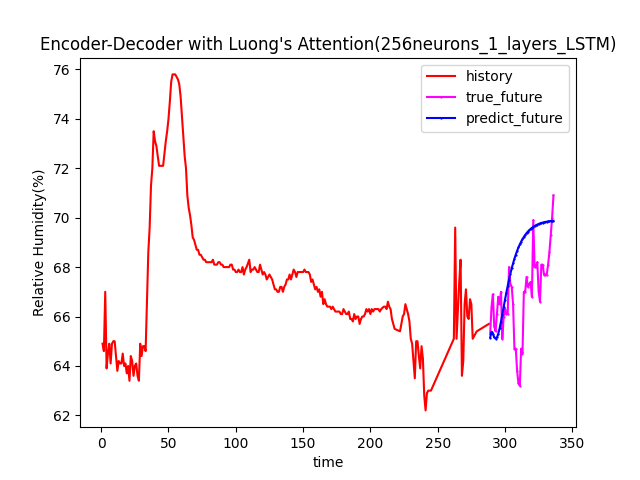 Encoder-Decoder with Luong's Attention(256neurons_1_layers_LSTM)
history
true_future
predict_future
Relative Humidity(%)
76
74
72
70
68
66
64
62
0 50 100 150 200 250 300 350
time